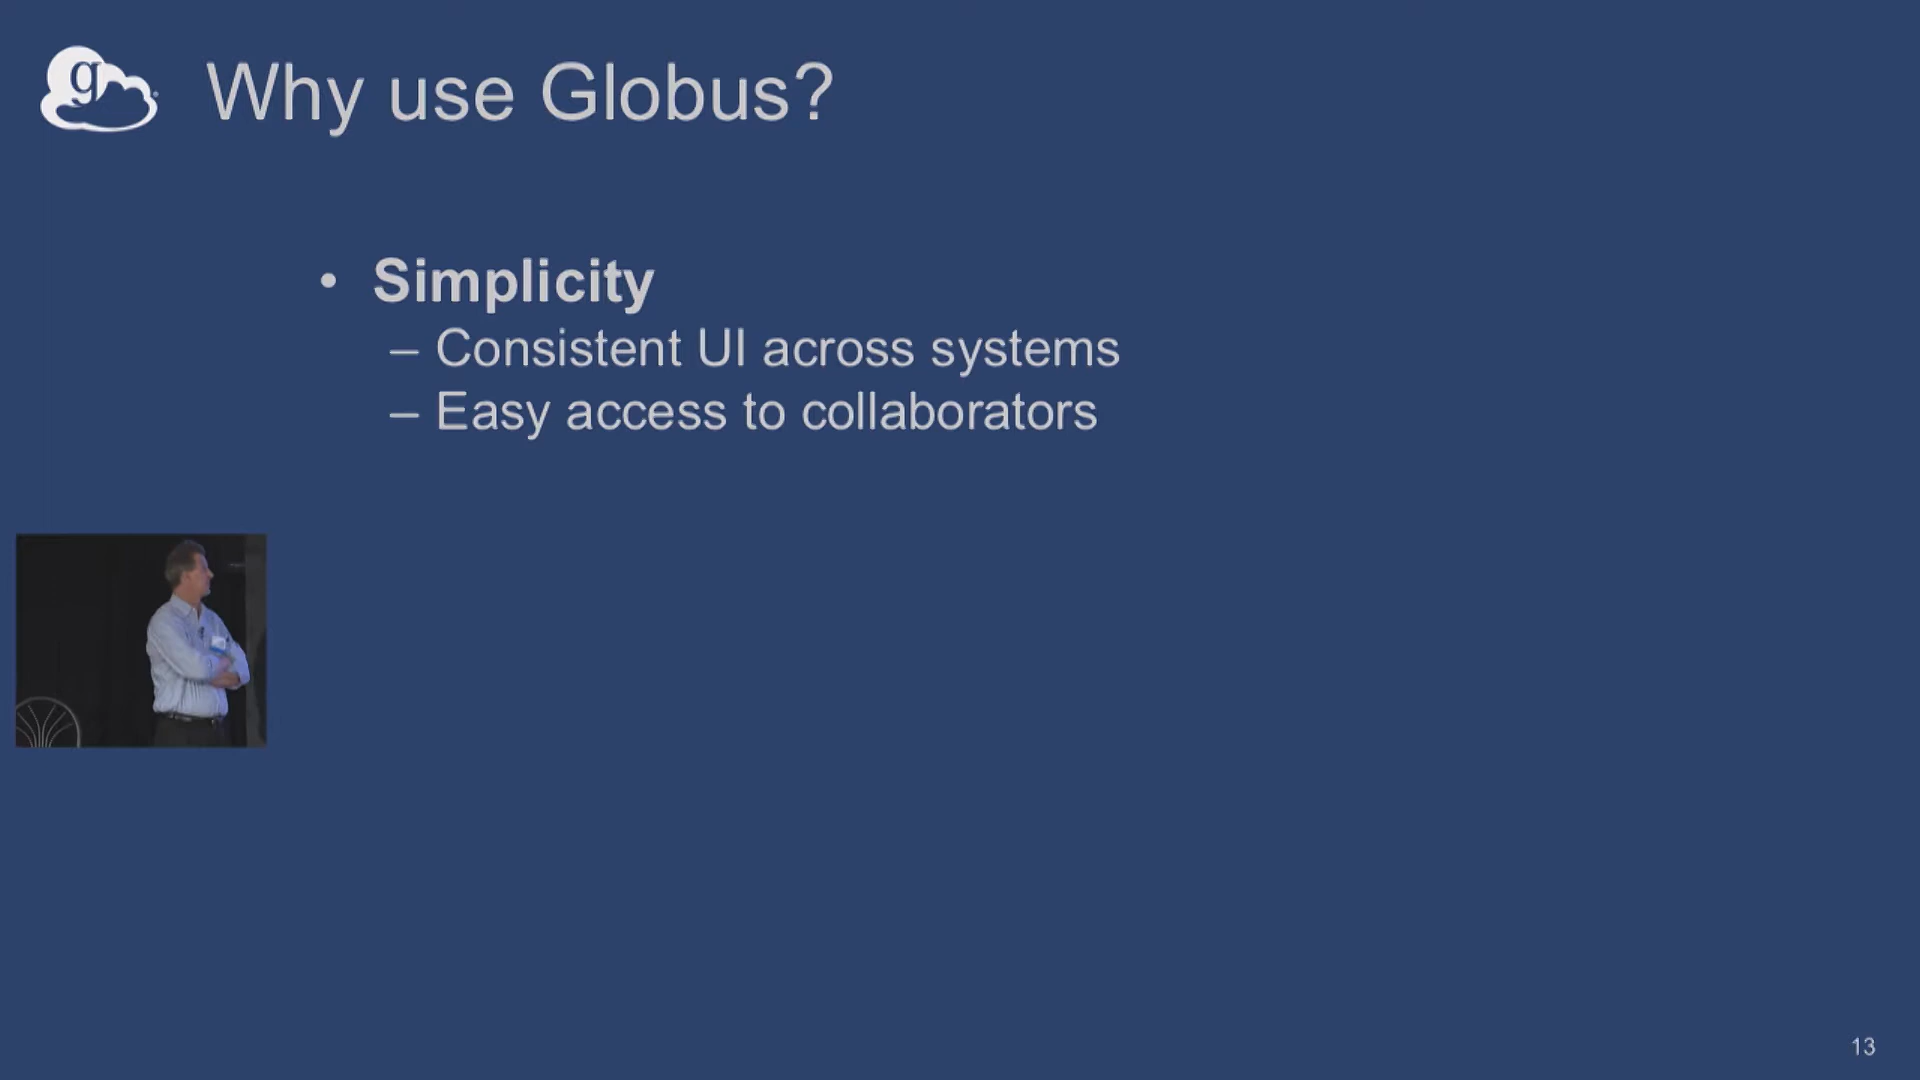 g
Why use Globus?
• Simplicity
– Consistent UI across systems
– Easy access to collaborators
13